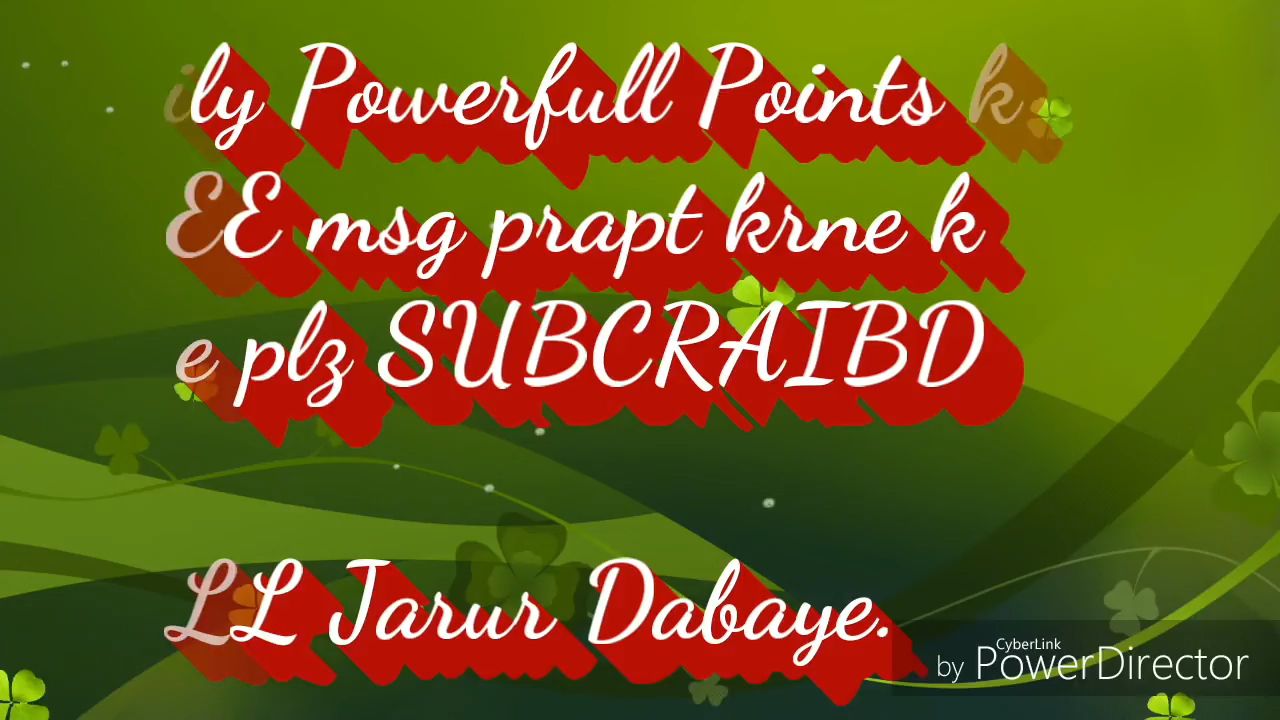 ily Powerfull Points k
EE msg prapt krne k
e plz SUBCRAIBD
LL Jarur Dabaye.
CyberLink
by PowerDirector